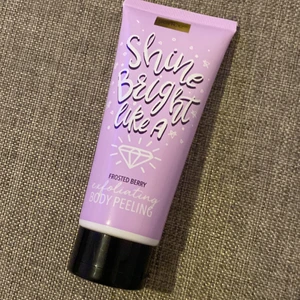 Shine
Bright
like A
FROSTED BERRY
exfoliating
BODY PEELING